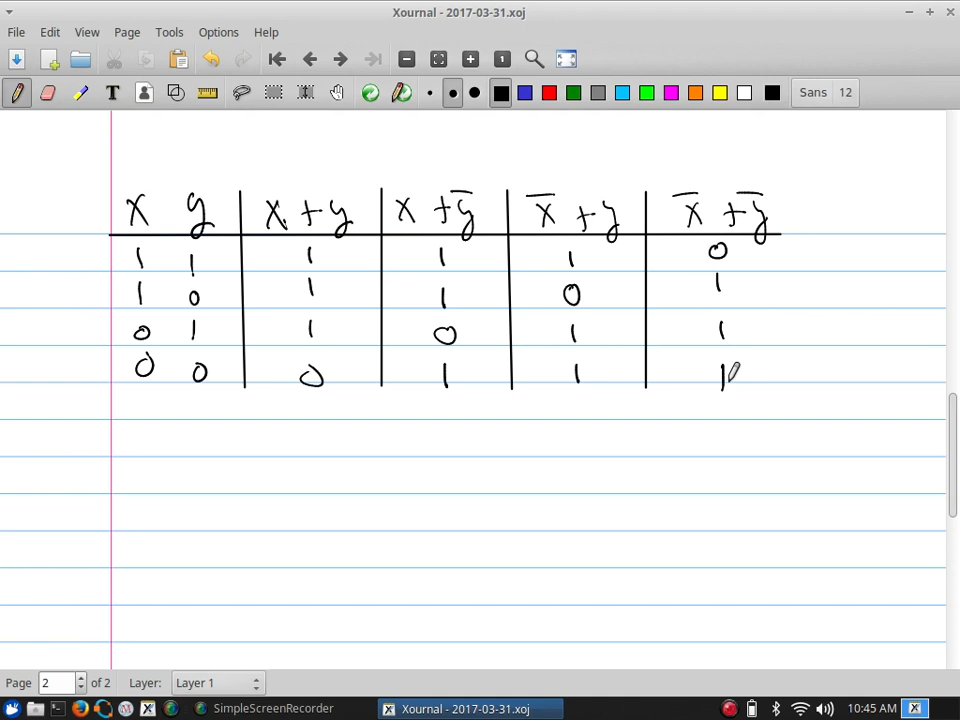 Xournal - 2017-03-31.xoj
File Edit View Page Tools Options Help
1 T Sans 12
x y x + y x + y̅ x̅ + y x̅ + y̅
1 1 1 1 1 0
1 0 1 1 0 1
0 1 1 0 1 1
0 0 0 1 1 1
Page 2 of 2 Layer: Layer 1
SimpleScreenRecorder Xournal - 2017-03-31.xoj 10:45 AM